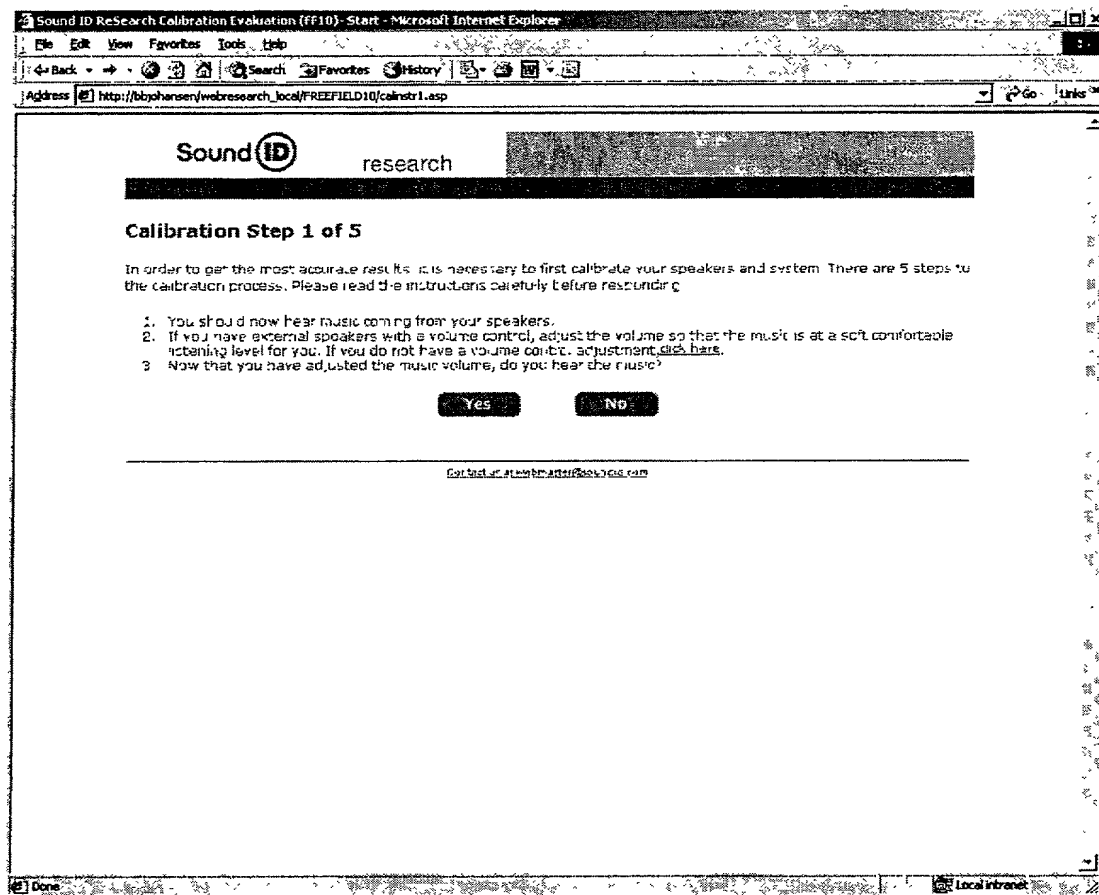 Sound ID ReSearch Calibration Evaluation (FF10)- Start - Microsoft Internet Explorer
File Edit View Favorites Tools Help
Back Search Favorites History
Address http://bbjohansen/webresearch_local/FREEFIELD10/calinstr1.asp Go Links
Sound ID research
Calibration Step 1 of 5
In order to get the most accurate results it is necessary to first calibrate your speakers and system. There are 5 steps to
the calibration process. Please read the instructions carefully before responding
1. You should now hear music coming from your speakers.
2. If you have external speakers with a volume control, adjust the volume so that the music is at a soft comfortable
listening level for you. If you do not have a volume control adjustment, click here.
3 Now that you have adjusted the music volume, do you hear the music?
Yes No
Contact us at webmaster@soundid.com
Done Local intranet